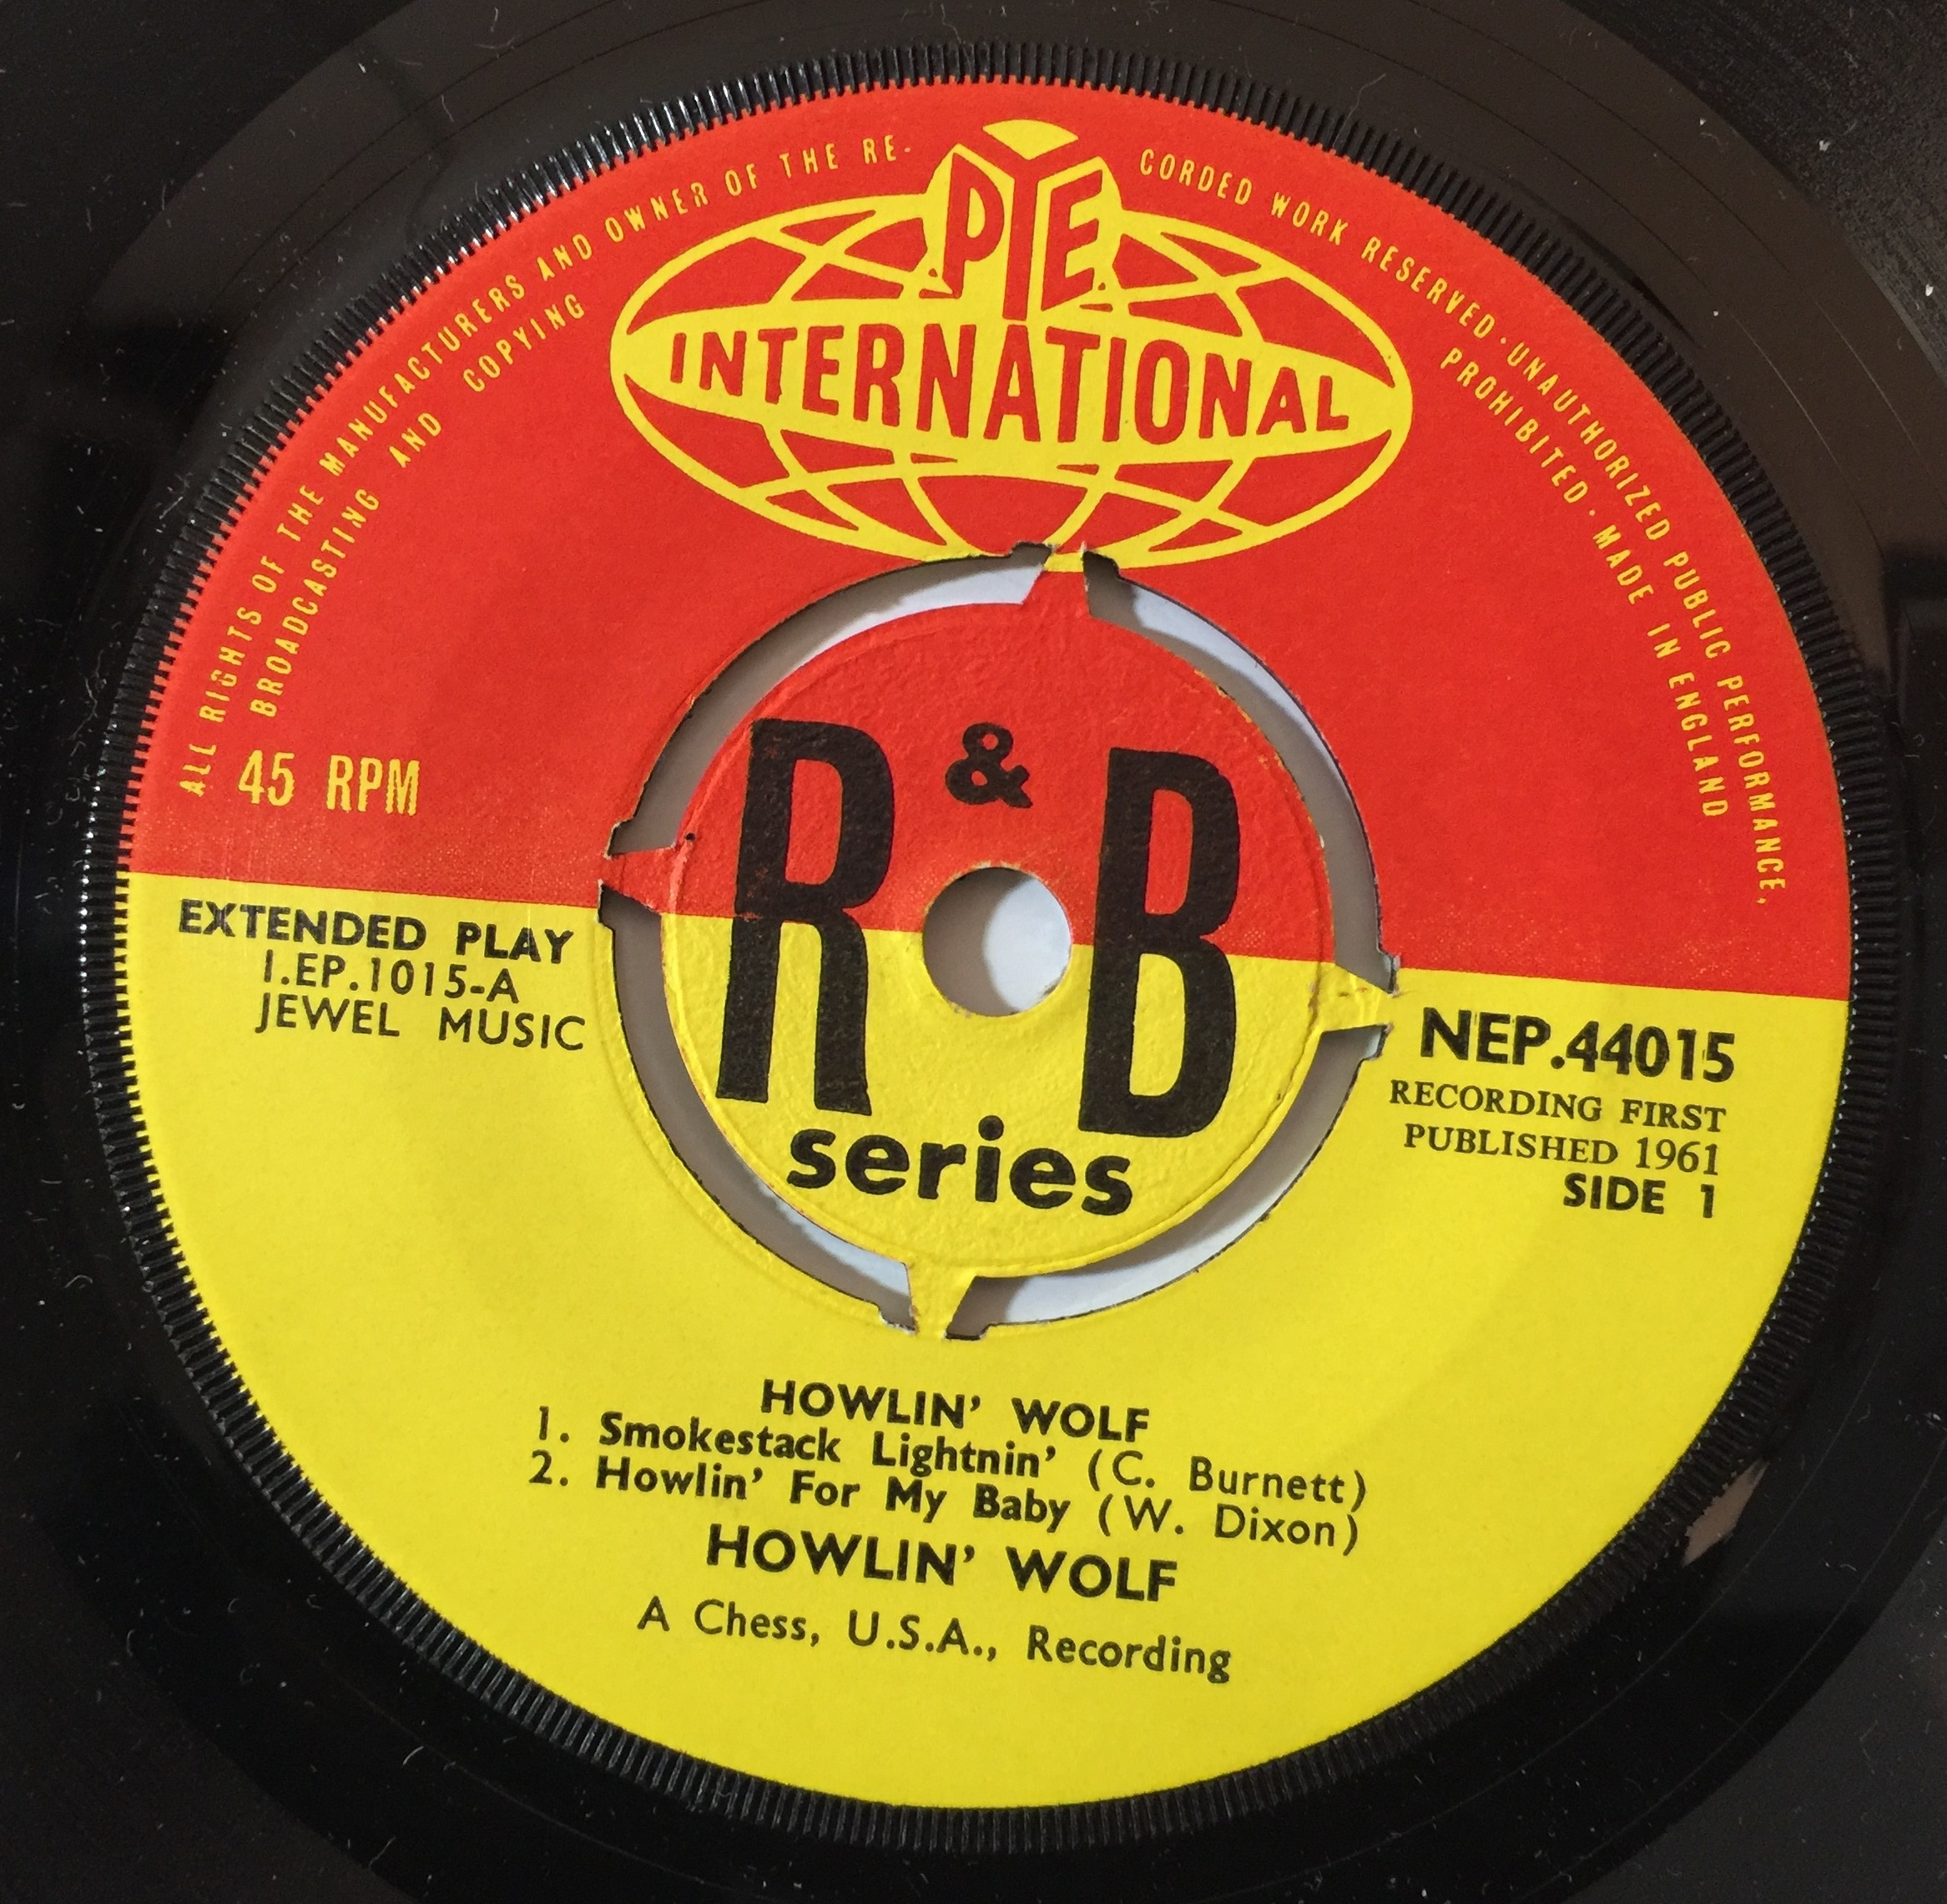 ALL RIGHTS OF THE MANUFACTURERS AND OWNER OF THE RE-
CORDED WORK RESERVED · UNAUTHORIZED PUBLIC PERFORMANCE,
BROADCASTING AND COPYING
PROHIBITED · MADE IN ENGLAND
PYE
INTERNATIONAL
45 RPM
R & B
series
EXTENDED PLAY
I.EP.1015-A
JEWEL MUSIC
NEP.44015
RECORDING FIRST
PUBLISHED 1961
SIDE 1
HOWLIN' WOLF
1. Smokestack Lightnin' (C. Burnett)
2. Howlin' For My Baby (W. Dixon)
HOWLIN' WOLF
A Chess, U.S.A., Recording